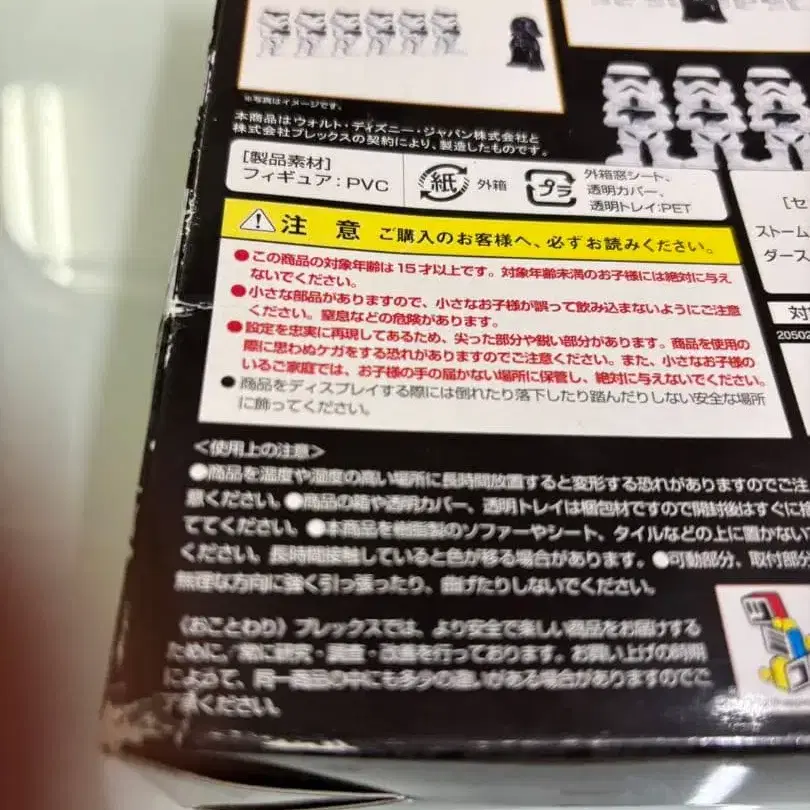 ※写真はイメージです。
本商品はウォルト・ディズニー・ジャパン株式会社と
株式会社プレックスの契約により、製造したものです。
[製品素材]
フィギュア：PVC
紙 外箱
プラ
外箱窓シート、
透明カバー、
透明トレイ:PET
[セ
ストーム
ダース
対
20502
注 意 ご購入のお客様へ、必ずお読みください。
●この商品の対象年齢は15才以上です。対象年齢未満のお子様には絶対に与え
ないでください。
●小さな部品がありますので、小さなお子様が誤って飲み込まないようにご注意
ください。窒息などの危険があります。
●設定を忠実に再現してあるため、尖った部分や鋭い部分があります。商品を使用の
際に思わぬケガをする恐れがありますのでご注意ください。また、小さなお子様の
いるご家庭では、お子様の手の届かない場所に保管し、絶対に与えないでください。
●商品をディスプレイする際には倒れたり落下したり踏んだりしない安全な場所
に飾ってください。
<使用上の注意>
●商品を温度や湿度の高い場所に長時間放置すると変形する恐れがありますのでご注
意ください。●商品の箱や透明カバー、透明トレイは梱包材ですので開封後はすぐに捨
ててください。●本商品を樹脂製のソファーやシート、タイルなどの上に置かない
ください。長時間接触していると色が移る場合があります。●可動部分、取付部分
無理な方向に強く引っ張ったり、曲げたりしないでください。
《おことわり》プレックスでは、より安全で楽しい商品をお届けする
ために、常に研究・調査・改善を行っております。お買い上げの時期
によって、同一商品の中にも多少の違いがある場合がありますのでご
了承ください。